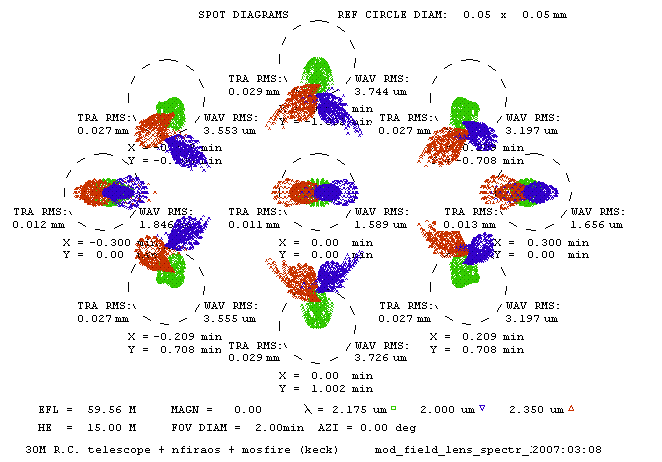 SPOT DIAGRAMS REF CIRCLE DIAM: 0.05 x 0.05 mm
TRA RMS: WAV RMS:
0.029 mm 3.744 um
min
Y = min
TRA RMS: WAV RMS:
0.027 mm 3.553 um
X = min
Y = min
TRA RMS: WAV RMS:
0.027 mm 3.197 um
min
-0.708 min
TRA RMS: WAV RMS:
0.012 mm 1.846
X = -0.300 min
Y = 0.00 min
TRA RMS: WAV RMS:
0.011 mm 1.589 um
X = 0.00 min
Y = 0.00 min
TRA RMS: WAV RMS:
0.013 mm 1.656 um
X = 0.300 min
Y = 0.00 min
TRA RMS: WAV RMS:
0.027 mm 3.555 um
X = -0.209 min
Y = 0.708 min
TRA RMS: WAV RMS:
0.029 mm 3.726 um
X = 0.00 min
Y = 1.002 min
TRA RMS: WAV RMS:
0.027 mm 3.197 um
X = 0.209 min
Y = 0.708 min
EFL = 59.56 M MAGN = 0.00 λ = 2.175 um 2.000 um 2.350 um
HE = 15.00 M FOV DIAM = 2.00min AZI = 0.00 deg
30M R.C. telescope + nfiraos + mosfire (keck) mod_field_lens_spectr_2007:03:08